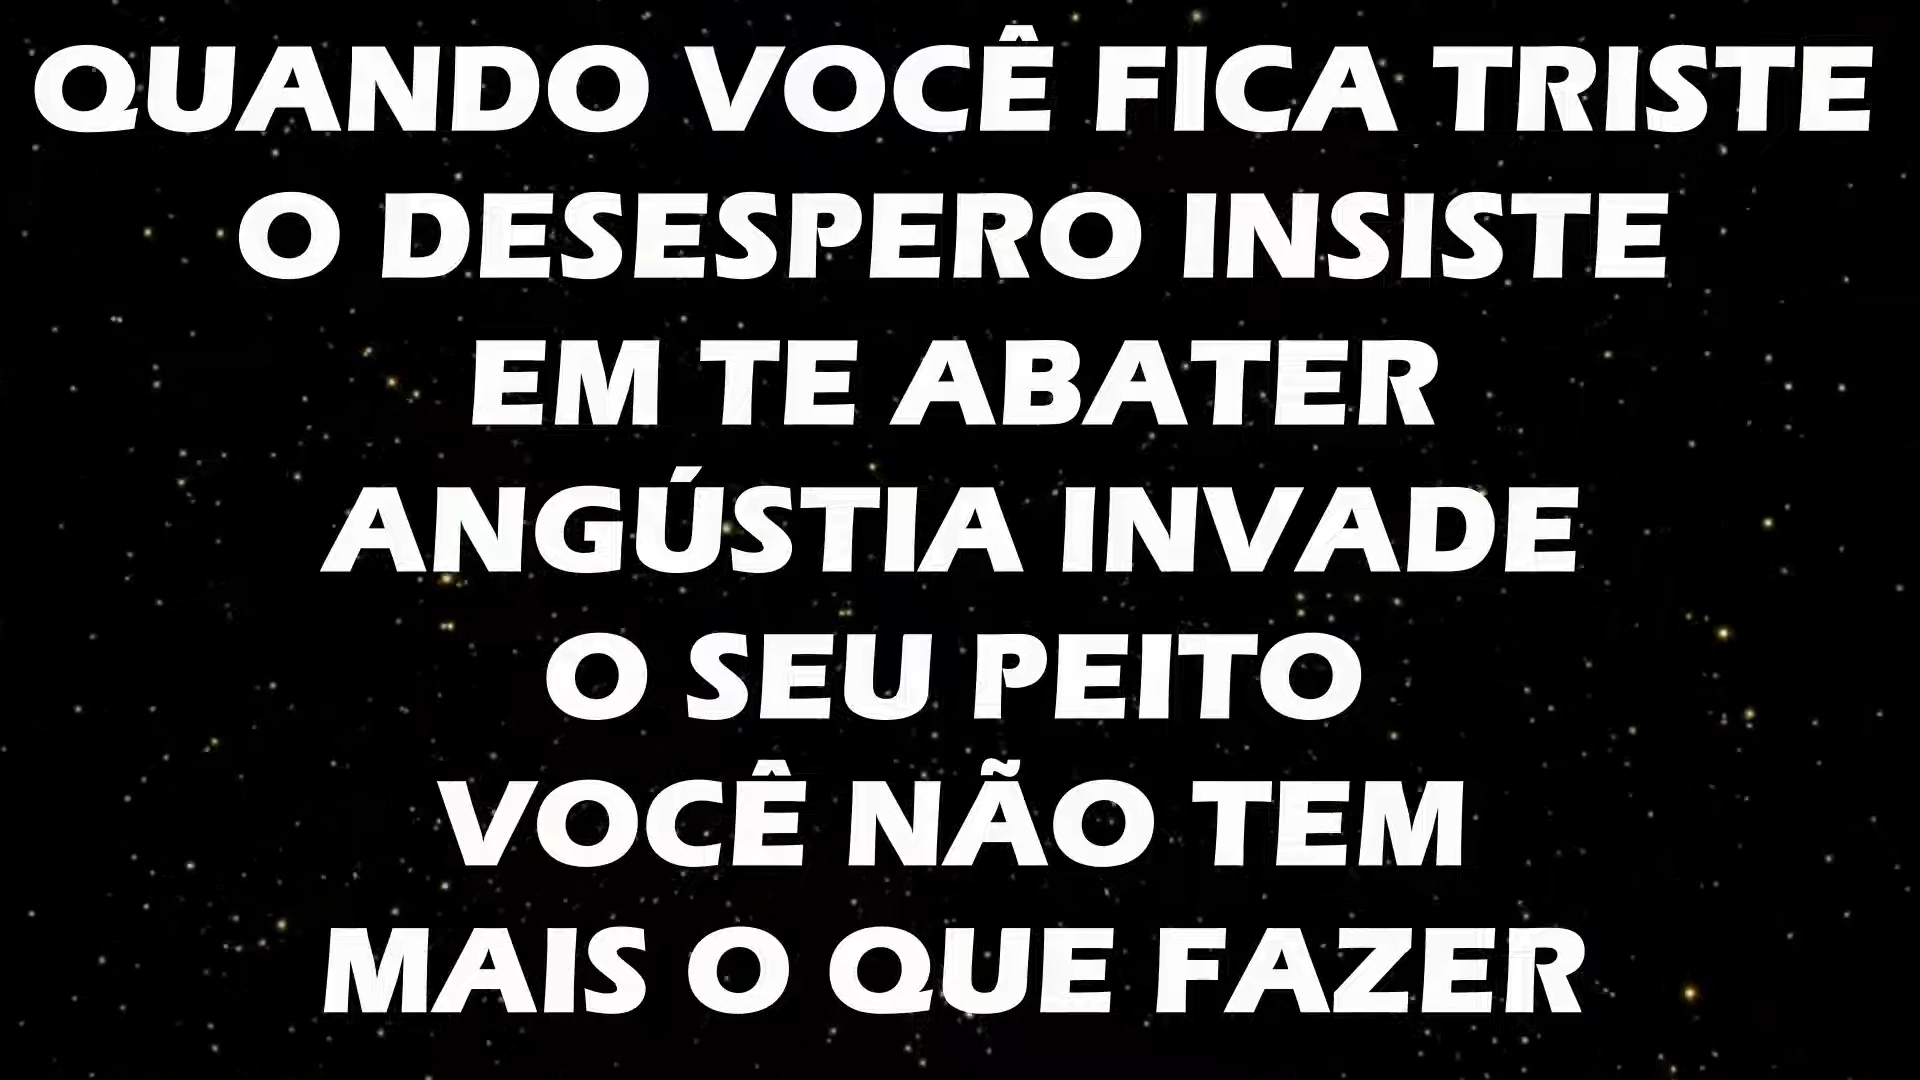 QUANDO VOCÊ FICA TRISTE
O DESESPERO INSISTE
EM TE ABATER
ANGÚSTIA INVADE
O SEU PEITO
VOCÊ NÃO TEM
MAIS O QUE FAZER